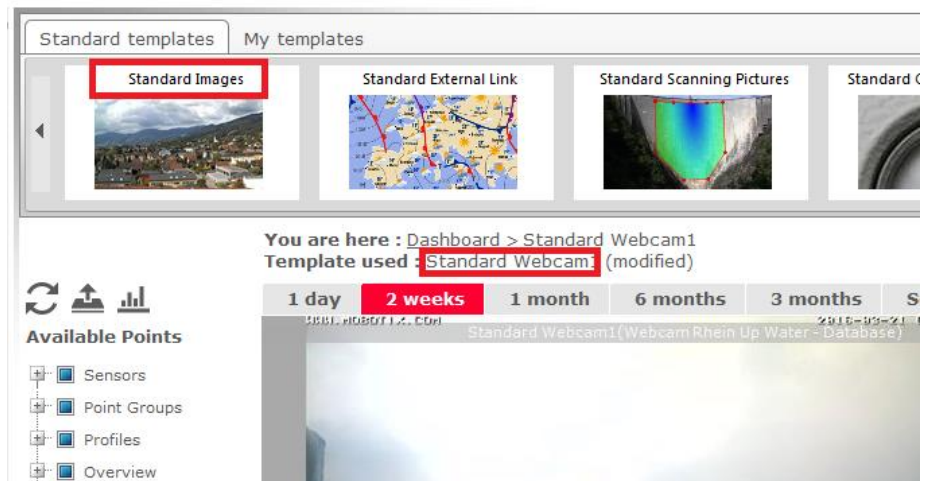 Standard templates My templates
Standard Images Standard External Link Standard Scanning Pictures Standard
You are here : Dashboard > Standard Webcam1
Template used : Standard Webcam1 (modified)
1 day 2 weeks 1 month 6 months 3 months
Standard Webcam1(Webcam Rhein Up Water - Database)
Available Points
Sensors
Point Groups
Profiles
Overview